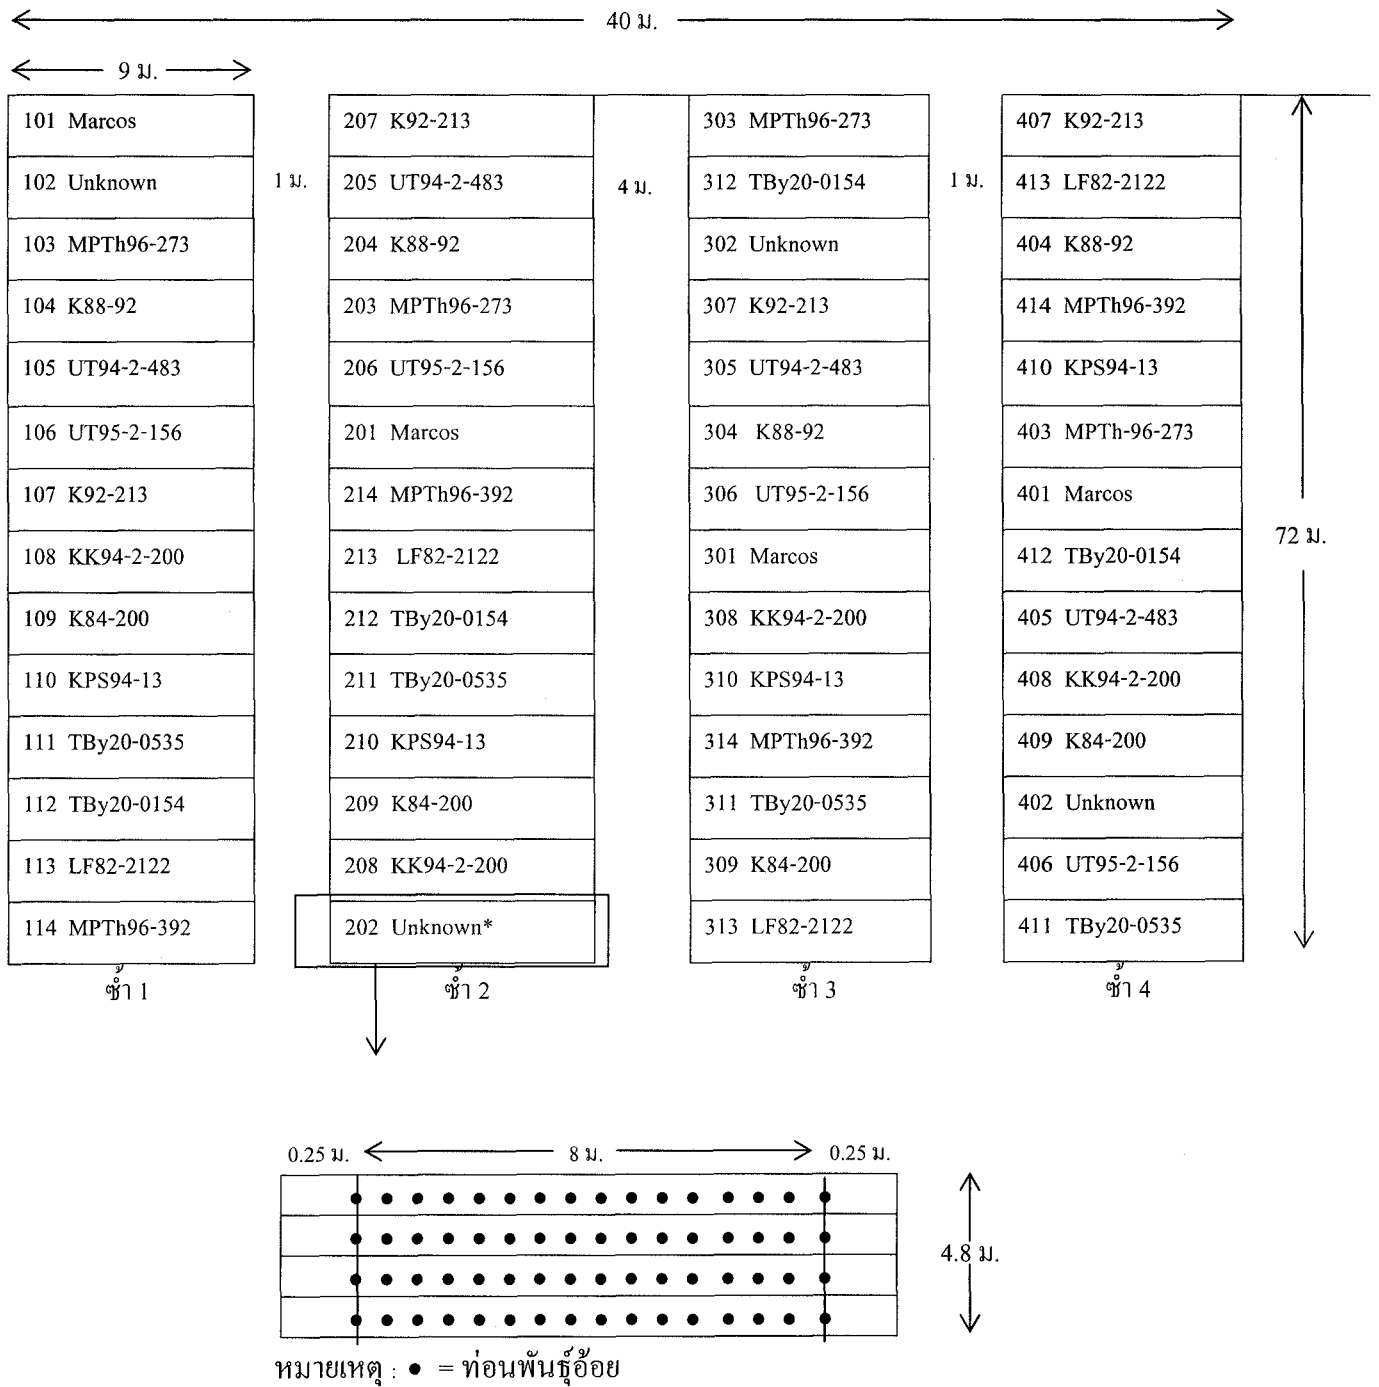 40 ม.
9 ม.
101 Marcos
102 Unknown
103 MPTh96-273
104 K88-92
105 UT94-2-483
106 UT95-2-156
107 K92-213
108 KK94-2-200
109 K84-200
110 KPS94-13
111 TBy20-0535
112 TBy20-0154
113 LF82-2122
114 MPTh96-392
ซ้ำ 1
1 ม.
207 K92-213
205 UT94-2-483
204 K88-92
203 MPTh96-273
206 UT95-2-156
201 Marcos
214 MPTh96-392
213 LF82-2122
212 TBy20-0154
211 TBy20-0535
210 KPS94-13
209 K84-200
208 KK94-2-200
202 Unknown*
ซ้ำ 2
4 ม.
303 MPTh96-273
312 TBy20-0154
302 Unknown
307 K92-213
305 UT94-2-483
304 K88-92
306 UT95-2-156
301 Marcos
308 KK94-2-200
310 KPS94-13
314 MPTh96-392
311 TBy20-0535
309 K84-200
313 LF82-2122
ซ้ำ 3
1 ม.
407 K92-213
413 LF82-2122
404 K88-92
414 MPTh96-392
410 KPS94-13
403 MPTh-96-273
401 Marcos
412 TBy20-0154
405 UT94-2-483
408 KK94-2-200
409 K84-200
402 Unknown
406 UT95-2-156
411 TBy20-0535
ซ้ำ 4
72 ม.
0.25 ม. 8 ม. 0.25 ม.
4.8 ม.
หมายเหตุ : ● = ท่อนพันธุ์อ้อย